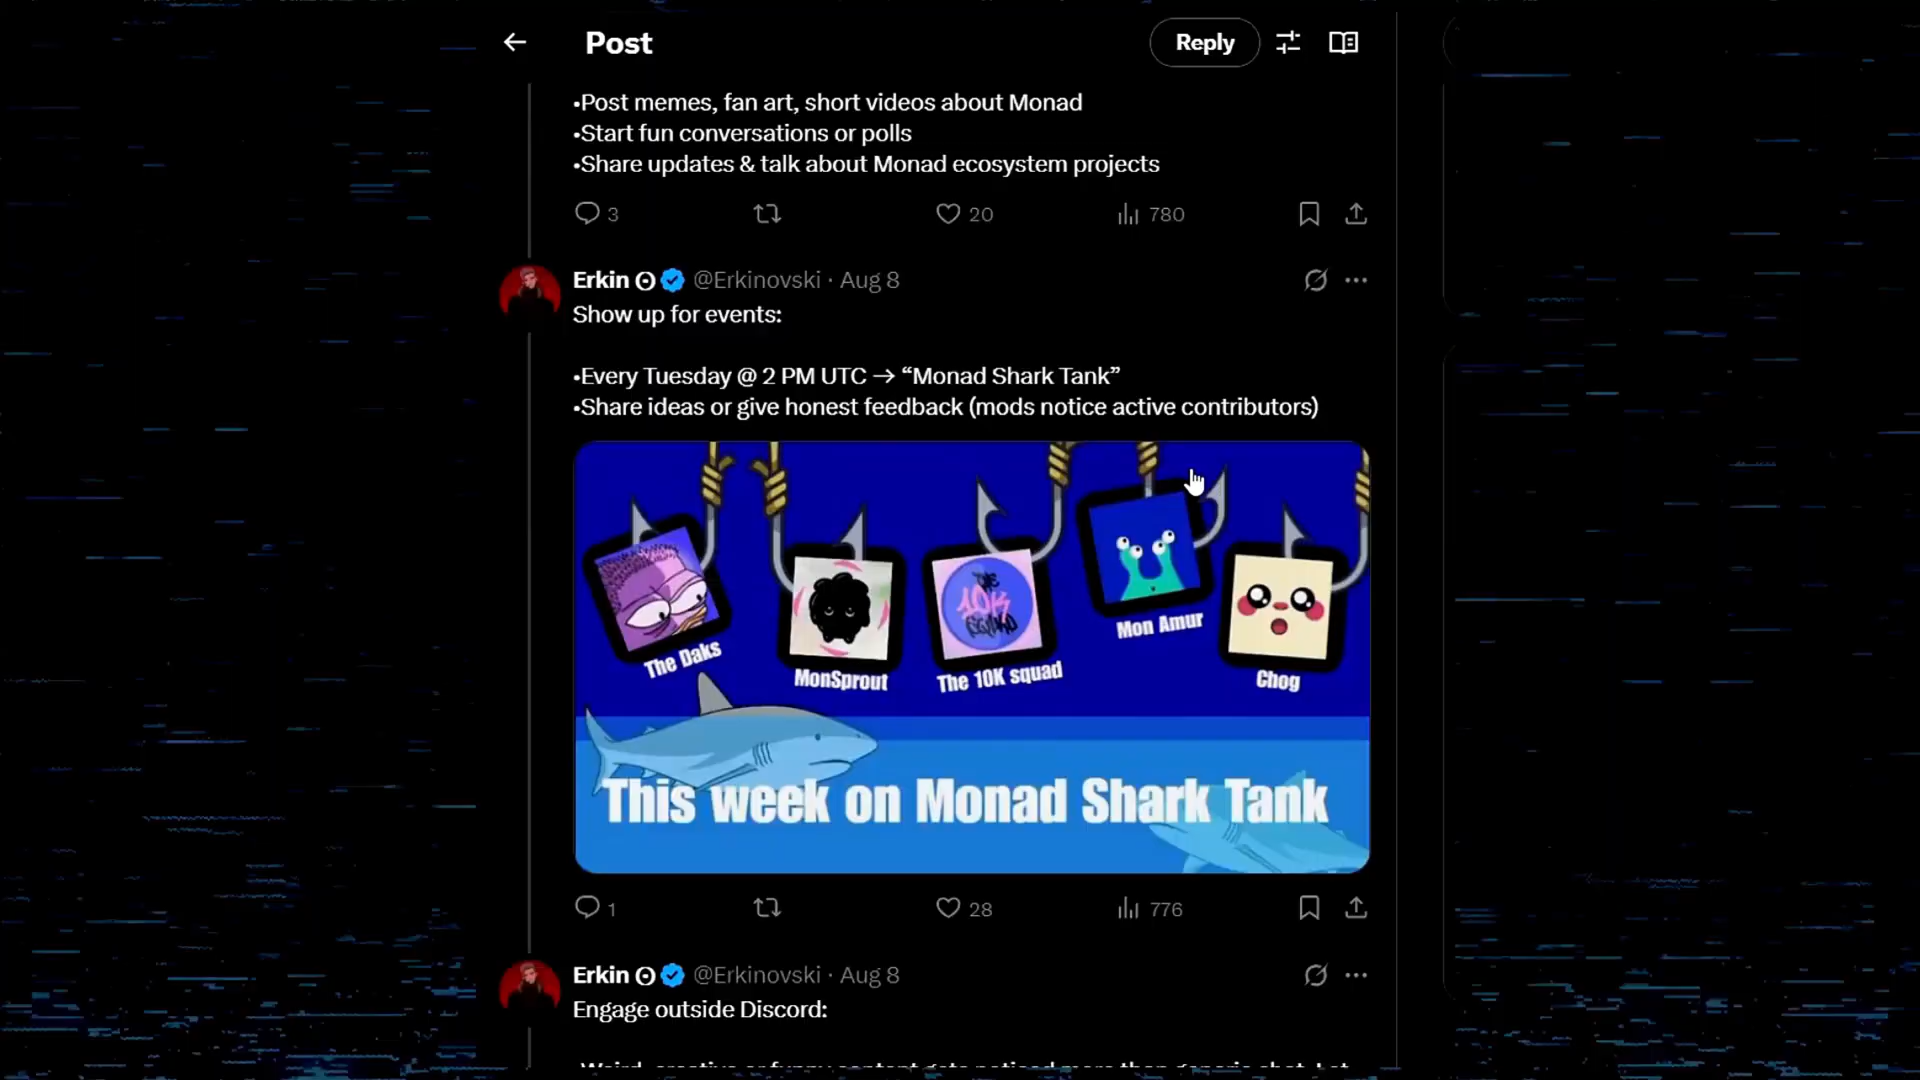 Post
Reply
•Post memes, fan art, short videos about Monad
•Start fun conversations or polls
•Share updates & talk about Monad ecosystem projects
3
20
780
Erkin @Erkinovski · Aug 8
Show up for events:
•Every Tuesday @ 2 PM UTC → “Monad Shark Tank”
•Share ideas or give honest feedback (mods notice active contributors)
THE
10K
SQUAD
The Daks
MonSprout
The 10K squad
Mon Amur
Chog
This week on Monad Shark Tank
1
28
776
Erkin @Erkinovski · Aug 8
Engage outside Discord: